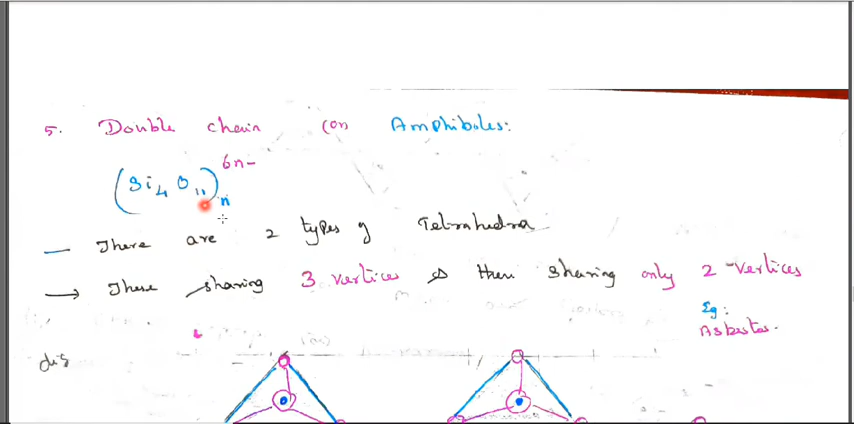 5. Double chain (or) Amphiboles:
(Si4O11)n 6n-
— There are 2 types of Tetrahedra
→ These sharing 3 vertices & then sharing only 2 vertices
Eg:
Asbestos.